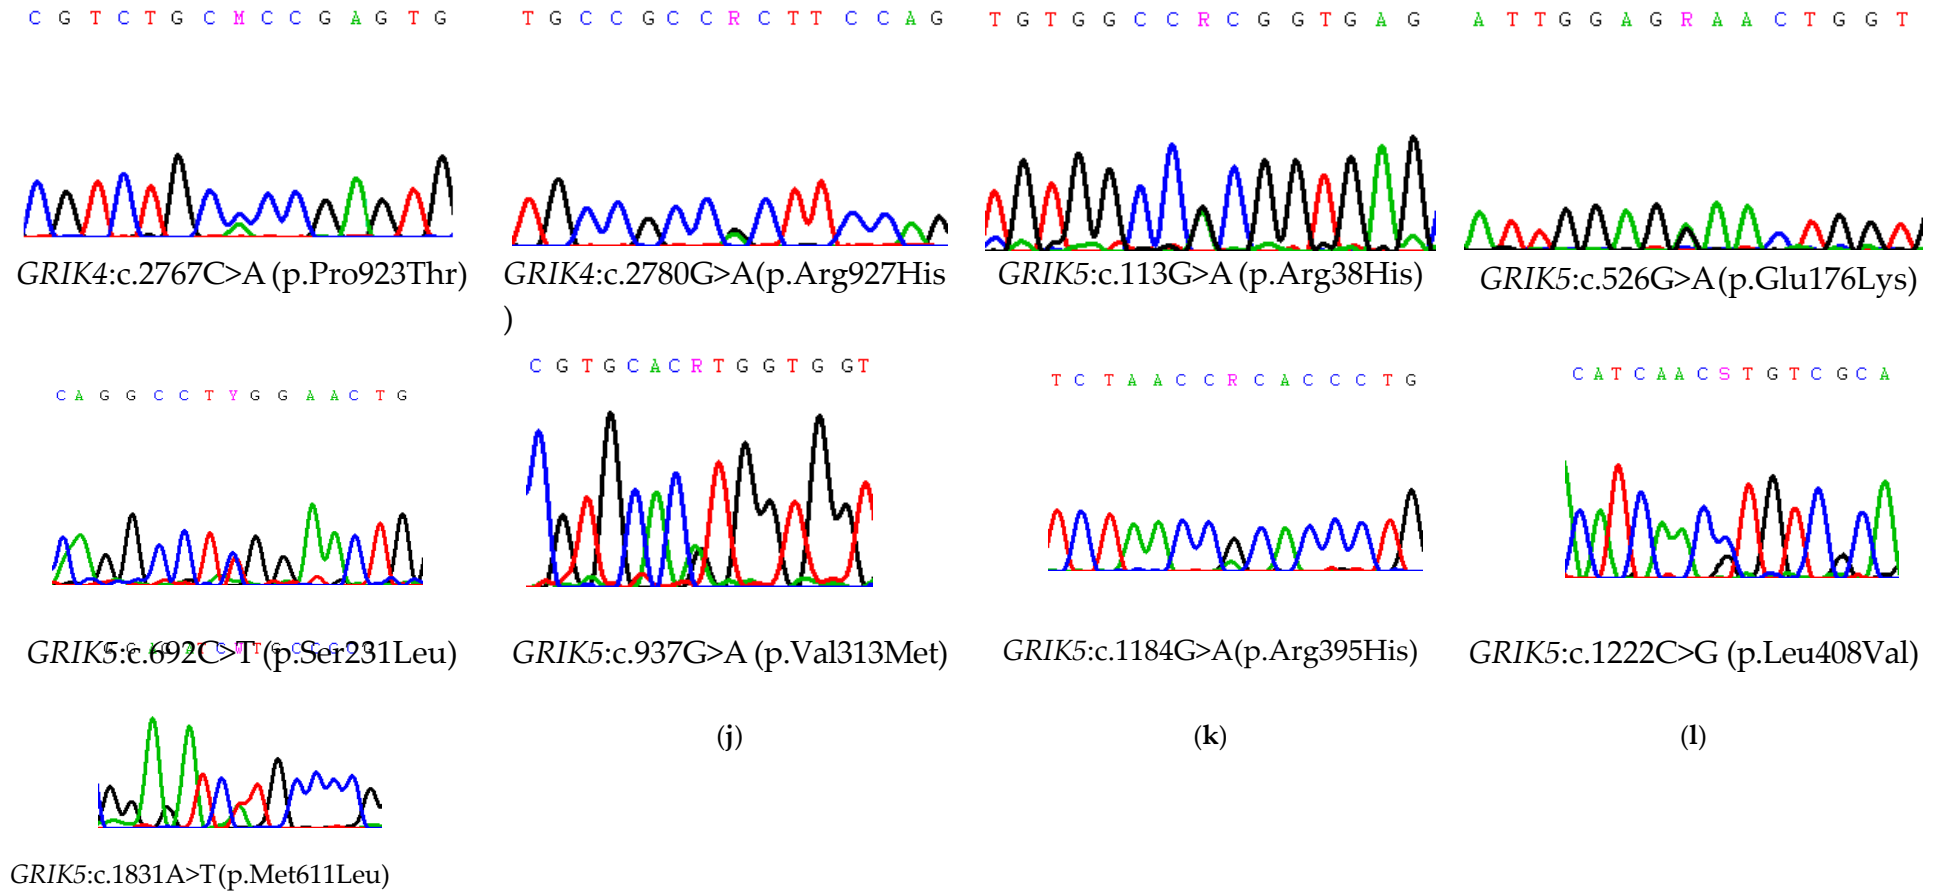 C G T C T G C M C C G A G T G
T G C C G C C R C T T C C A G
T G T G G C C R C G G T G A G
A T T G G A G R A A C T G G T
GRIK4:c.2767C>A (p.Pro923Thr)
GRIK4:c.2780G>A(p.Arg927His
)
GRIK5:c.113G>A (p.Arg38His)
GRIK5:c.526G>A(p.Glu176Lys)
C A G G C C T Y G G A A C T G
C G T G C A C R T G G T G G T
T C T A A C C R C A C C C T G
C A T C A A C S T G T C G C A
GRIK5:c.692C>T (p.Ser231Leu)
GRIK5:c.937G>A (p.Val313Met)
GRIK5:c.1184G>A(p.Arg395His)
GRIK5:c.1222C>G (p.Leu408Val)
(j)
(k)
(l)
GRIK5:c.1831A>T(p.Met611Leu)